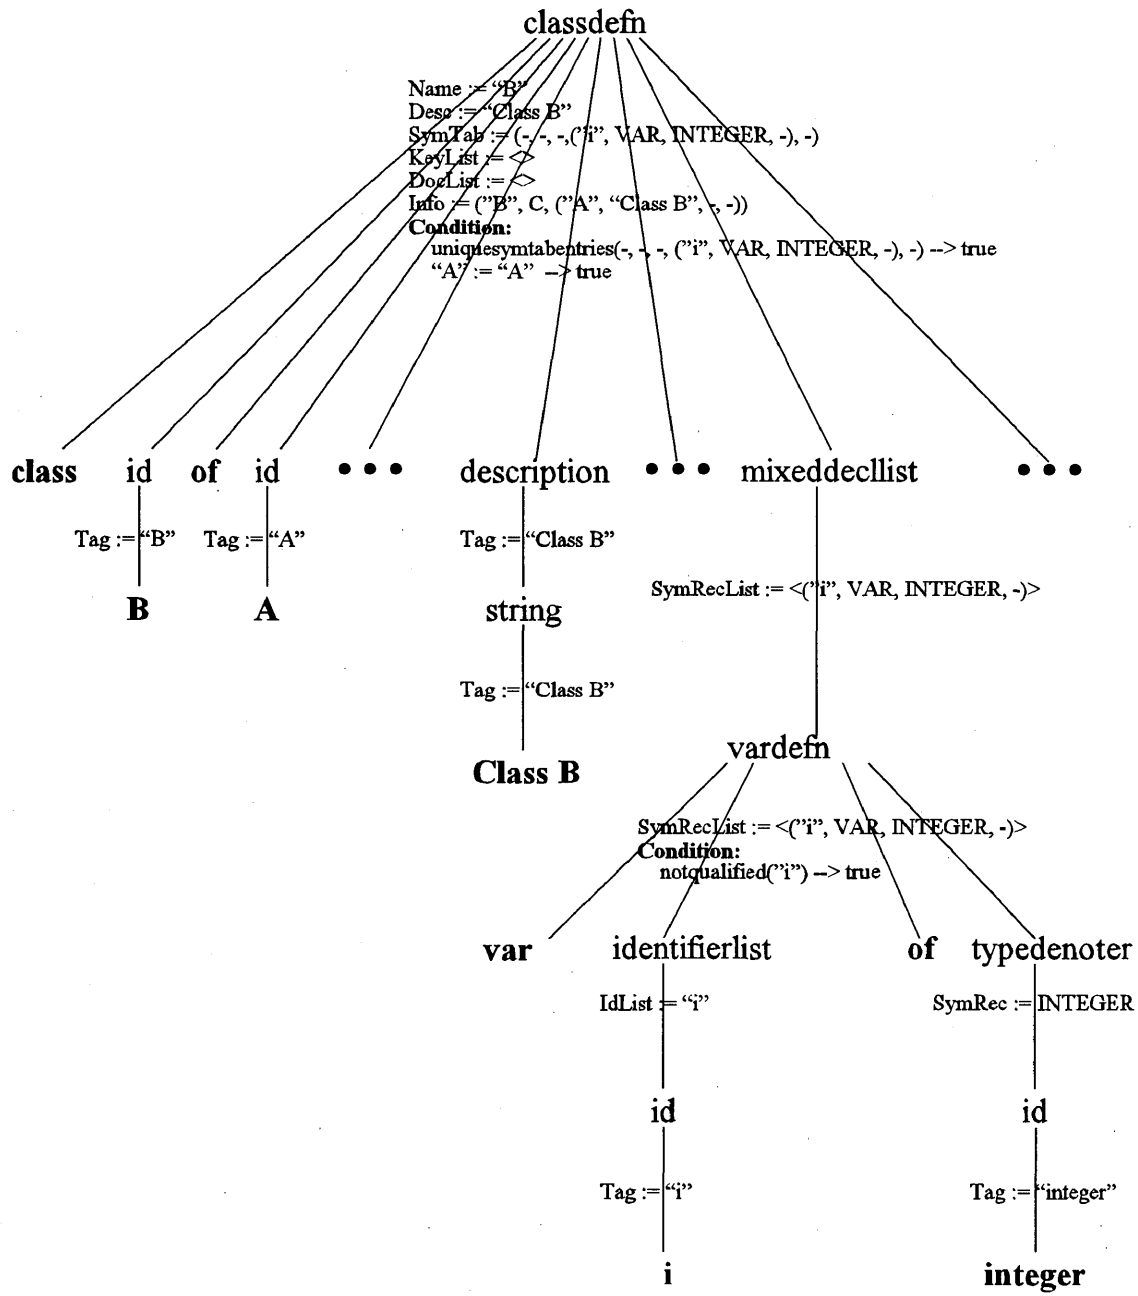 classdefn
Name := “B”
Desc := “Class B”
SymTab := (-, -, -,(”i”, VAR, INTEGER, -), -)
KeyList := <>
DocList := <>
Info := (”B”, C, (”A”, “Class B”, -, -))
Condition:
uniquesymtabentries(-, -, -, (”i”, VAR, INTEGER, -), -) --> true
“A” := “A” --> true
class id of id • • • description • • • mixeddecllist • • •
Tag := “B” Tag := “A” Tag := “Class B”
SymRecList := <(”i”, VAR, INTEGER, -)>
B A string
Tag := “Class B”
vardefn
Class B
SymRecList := <(”i”, VAR, INTEGER, -)>
Condition:
notqualified(”i”) --> true
var identifierlist of typedenoter
IdList := “i” SymRec := INTEGER
id id
Tag := “i” Tag := “integer”
i integer